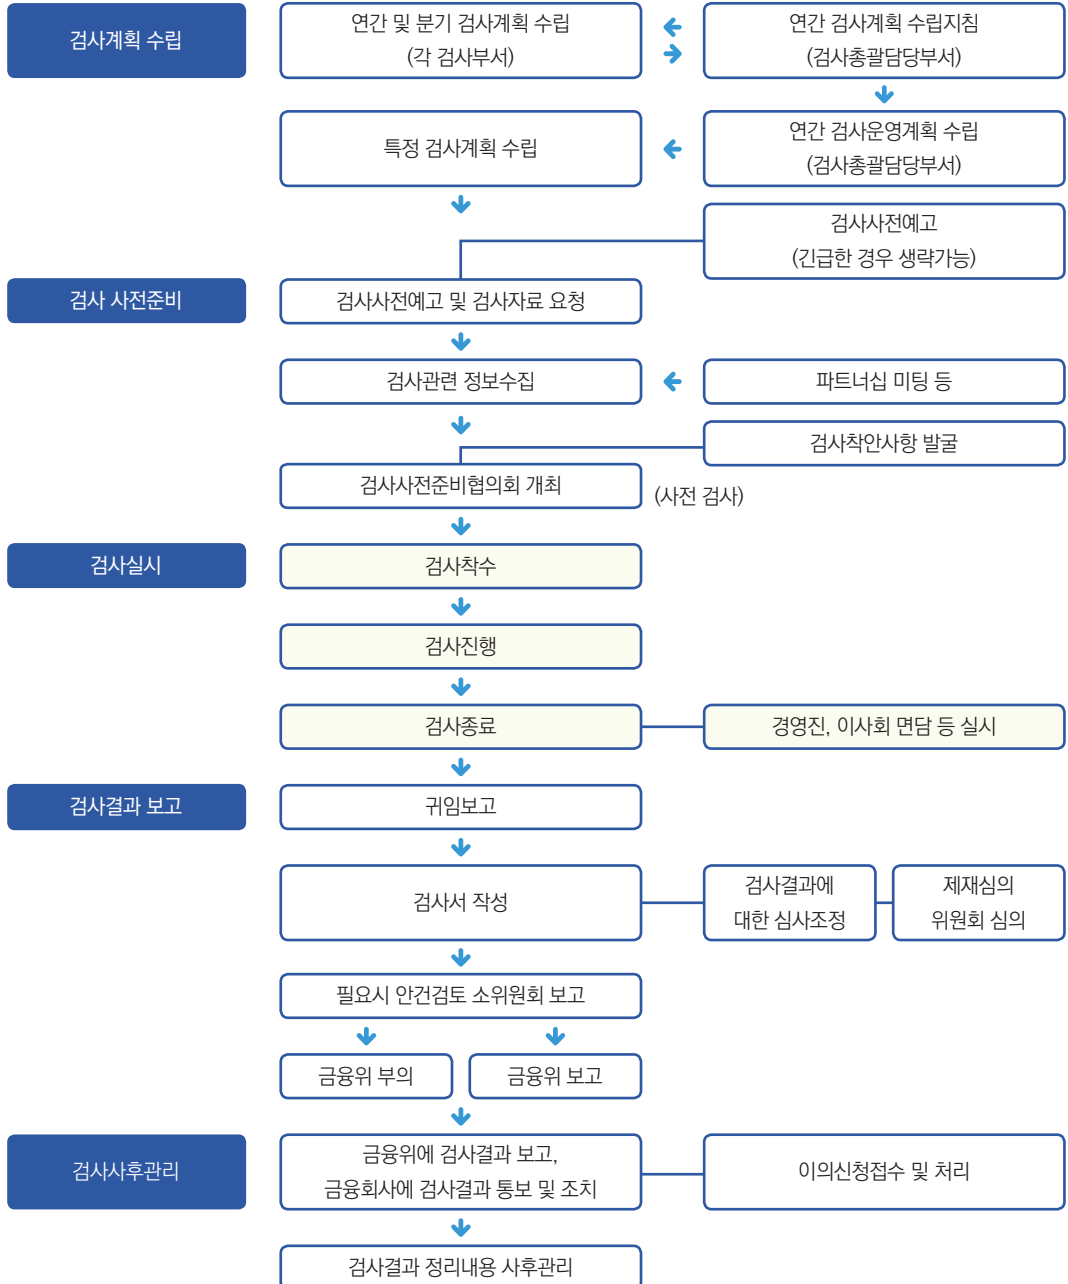 검사계획 수립
연간 및 분기 검사계획 수립
(각 검사부서)
연간 검사계획 수립지침
(검사총괄담당부서)
특정 검사계획 수립
연간 검사운영계획 수립
(검사총괄담당부서)
검사사전예고
(긴급한 경우 생략가능)
검사 사전준비
검사사전예고 및 검사자료 요청
검사관련 정보수집
파트너십 미팅 등
검사착안사항 발굴
검사사전준비협의회 개최
(사전 검사)
검사실시
검사착수
검사진행
검사종료
경영진, 이사회 면담 등 실시
검사결과 보고
귀임보고
검사서 작성
검사결과에
대한 심사조정
제재심의
위원회 심의
필요시 안건검토 소위원회 보고
금융위 부의
금융위 보고
검사사후관리
금융위에 검사결과 보고,
금융회사에 검사결과 통보 및 조치
이의신청접수 및 처리
검사결과 정리내용 사후관리